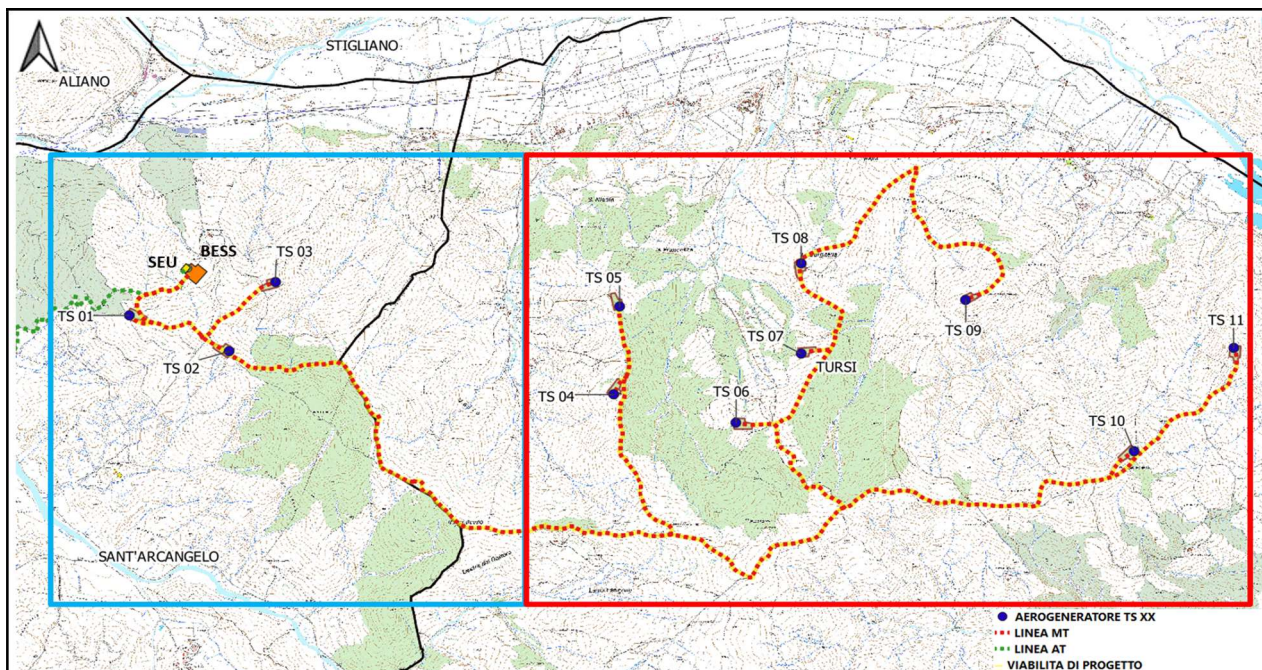 STIGLIANO
ALIANO
BESS
SEU
TS 03
TS 08
TS 05
TS 01
TS 09
TS 11
TS 02
TS 07
TURSI
TS 04
TS 06
TS 10
SANT'ARCANGELO
AEROGENERATORE TS XX
LINEA MT
LINEA AT
VIABILITA DI PROGETTO